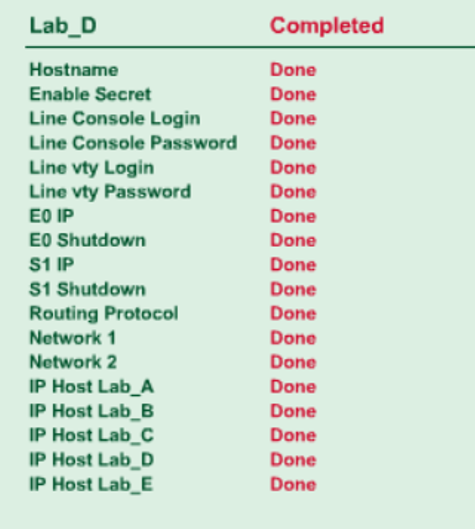 Lab_D Completed
Hostname Done
Enable Secret Done
Line Console Login Done
Line Console Password Done
Line vty Login Done
Line vty Password Done
E0 IP Done
E0 Shutdown Done
S1 IP Done
S1 Shutdown Done
Routing Protocol Done
Network 1 Done
Network 2 Done
IP Host Lab_A Done
IP Host Lab_B Done
IP Host Lab_C Done
IP Host Lab_D Done
IP Host Lab_E Done